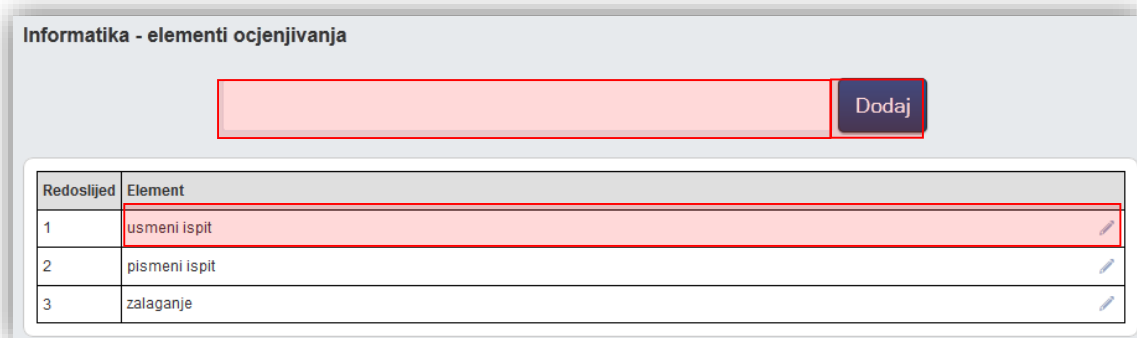 Informatika - elementi ocjenjivanja
Dodaj
Redoslijed Element
1 usmeni ispit
2 pismeni ispit
3 zalaganje